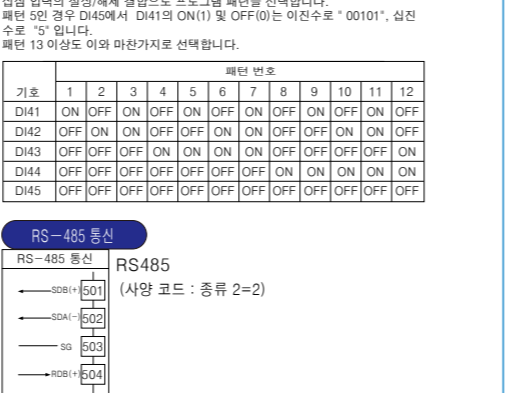 접점 입력의 설정/해제 결합으로 프로그램 패턴을 선택합니다.
패턴 5인 경우 DI45에서 DI41의 ON(1) 및 OFF(0)는 이진수로 " 00101", 십진
수로 "5" 입니다.
패턴 13 이상도 이와 마찬가지로 선택합니다.
기호 패턴 번호
1 2 3 4 5 6 7 8 9 10 11 12
DI41 ON OFF ON OFF ON OFF ON OFF ON OFF ON OFF
DI42 OFF ON ON OFF OFF ON ON OFF OFF ON ON OFF
DI43 OFF OFF OFF ON ON ON ON OFF OFF OFF OFF ON
DI44 OFF OFF OFF OFF OFF OFF OFF ON ON ON ON ON
DI45 OFF OFF OFF OFF OFF OFF OFF OFF OFF OFF OFF OFF
RS-485 통신
RS-485 통신
RS485
(사양 코드 : 종류 2=2)
SDB(+) 501
SDA(-) 502
SG 503
RDB(+) 504